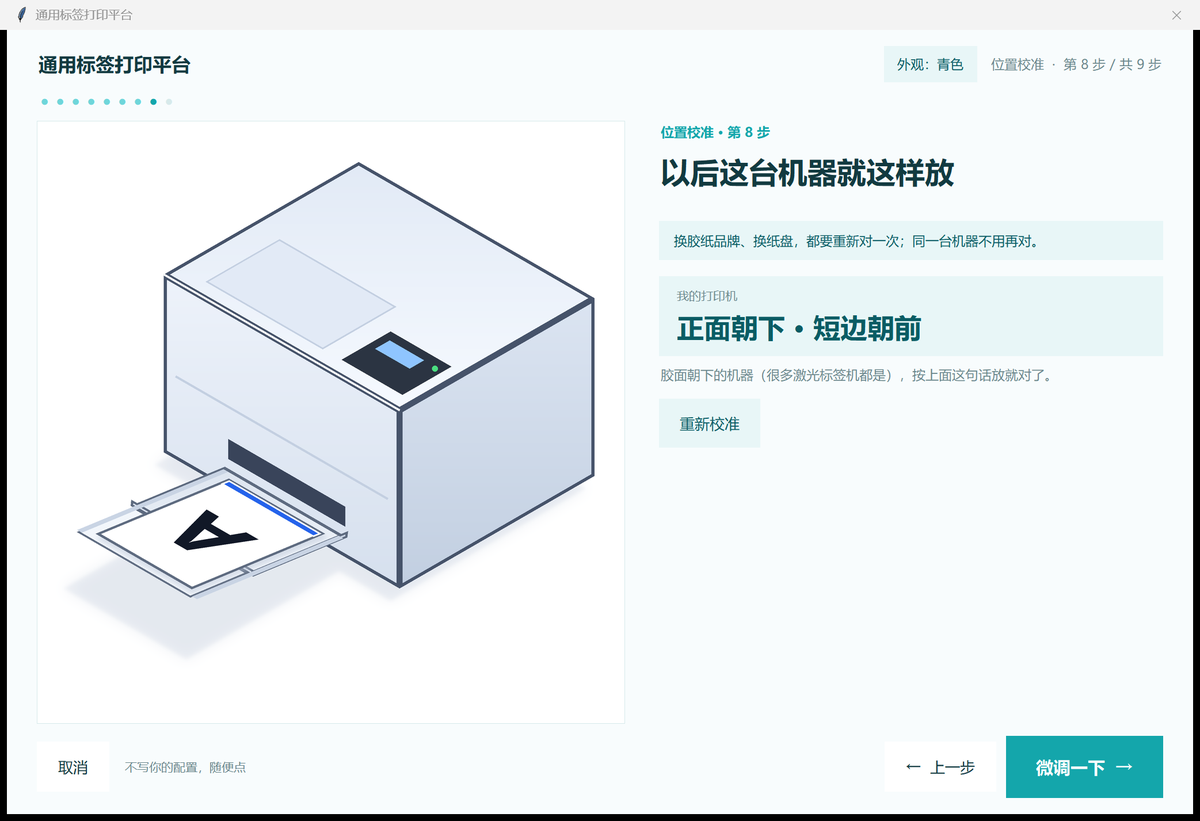 通用标签打印平台
通用标签打印平台
外观：青色
位置校准 · 第 8 步 / 共 9 步
位置校准 • 第 8 步
以后这台机器就这样放
换胶纸品牌、换纸盘，都要重新对一次；同一台机器不用再对。
我的打印机
正面朝下 • 短边朝前
胶面朝下的机器（很多激光标签机都是），按上面这句话放就对了。
重新校准
A
取消
不写你的配置，随便点
← 上一步
微调一下 →